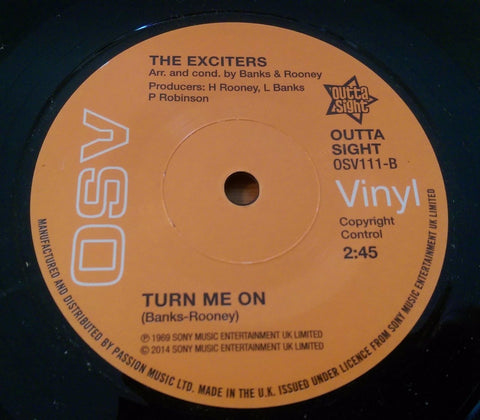 THE EXCITERS
Arr. and cond. by Banks & Rooney
Producers: H Rooney, L Banks
P Robinson
outta
sight
OUTTA
SIGHT
OSV111-B
OSV
Vinyl
Copyright
Control
2:45
TURN ME ON
(Banks-Rooney)
℗ 1969 SONY MUSIC ENTERTAINMENT UK LIMITED
© 2014 SONY MUSIC ENTERTAINMENT UK LIMITED
MANUFACTURED AND DISTRIBUTED BY PASSION MUSIC LTD. MADE IN THE U.K. ISSUED UNDER LICENCE FROM SONY MUSIC ENTERTAINMENT UK LIMITED